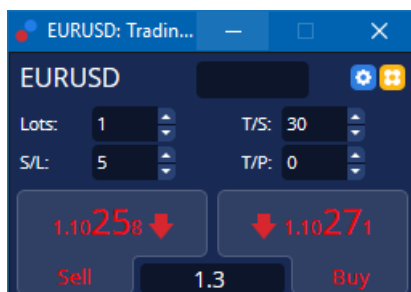 EURUSD: Tradin...
EURUSD
Lots: 1 T/S: 30
S/L: 5 T/P: 0
1.10258 1.10271
Sell 1.3 Buy